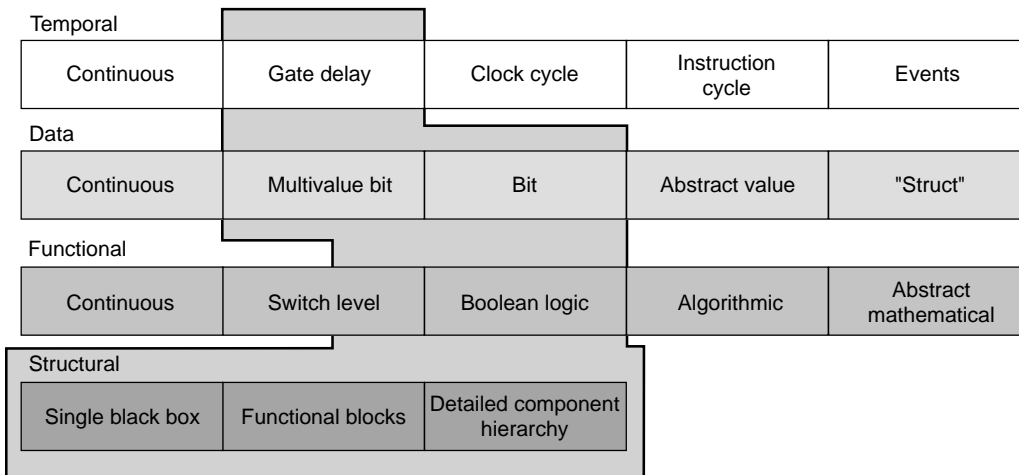 Temporal
Continuous
Gate delay
Clock cycle
Instruction
cycle
Events
Data
Continuous
Multivalue bit
Bit
Abstract value
"Struct"
Functional
Continuous
Switch level
Boolean logic
Algorithmic
Abstract
mathematical
Structural
Single black box
Functional blocks
Detailed component
hierarchy